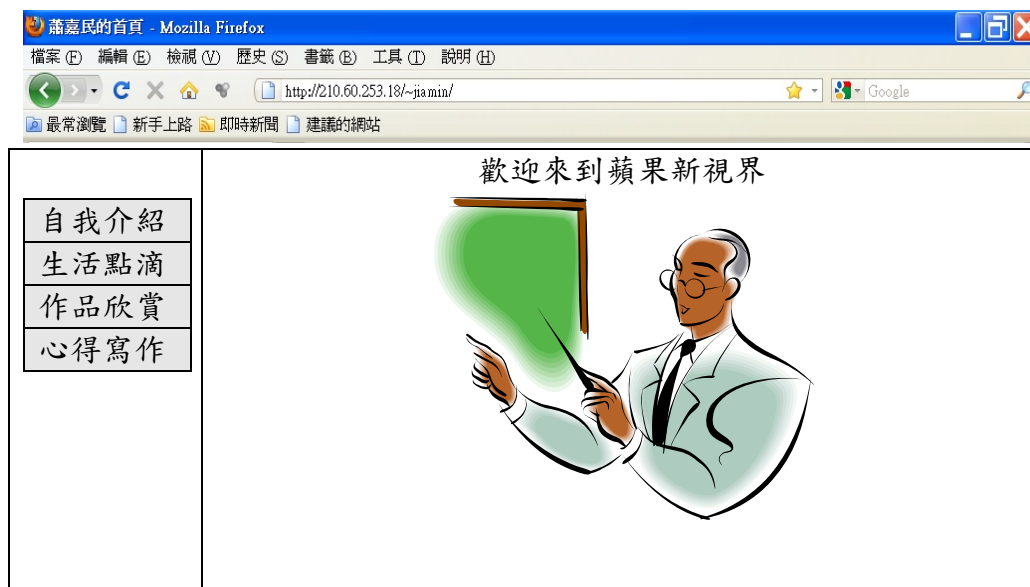 蕭嘉民的首頁 - Mozilla Firefox
檔案(F) 編輯(E) 檢視(V) 歷史(S) 書籤(B) 工具(T) 說明(H)
http://210.60.253.18/~jiamin/ Google
最常瀏覽 新手上路 即時新聞 建議的網站
歡迎來到蘋果新視界
自我介紹
生活點滴
作品欣賞
心得寫作